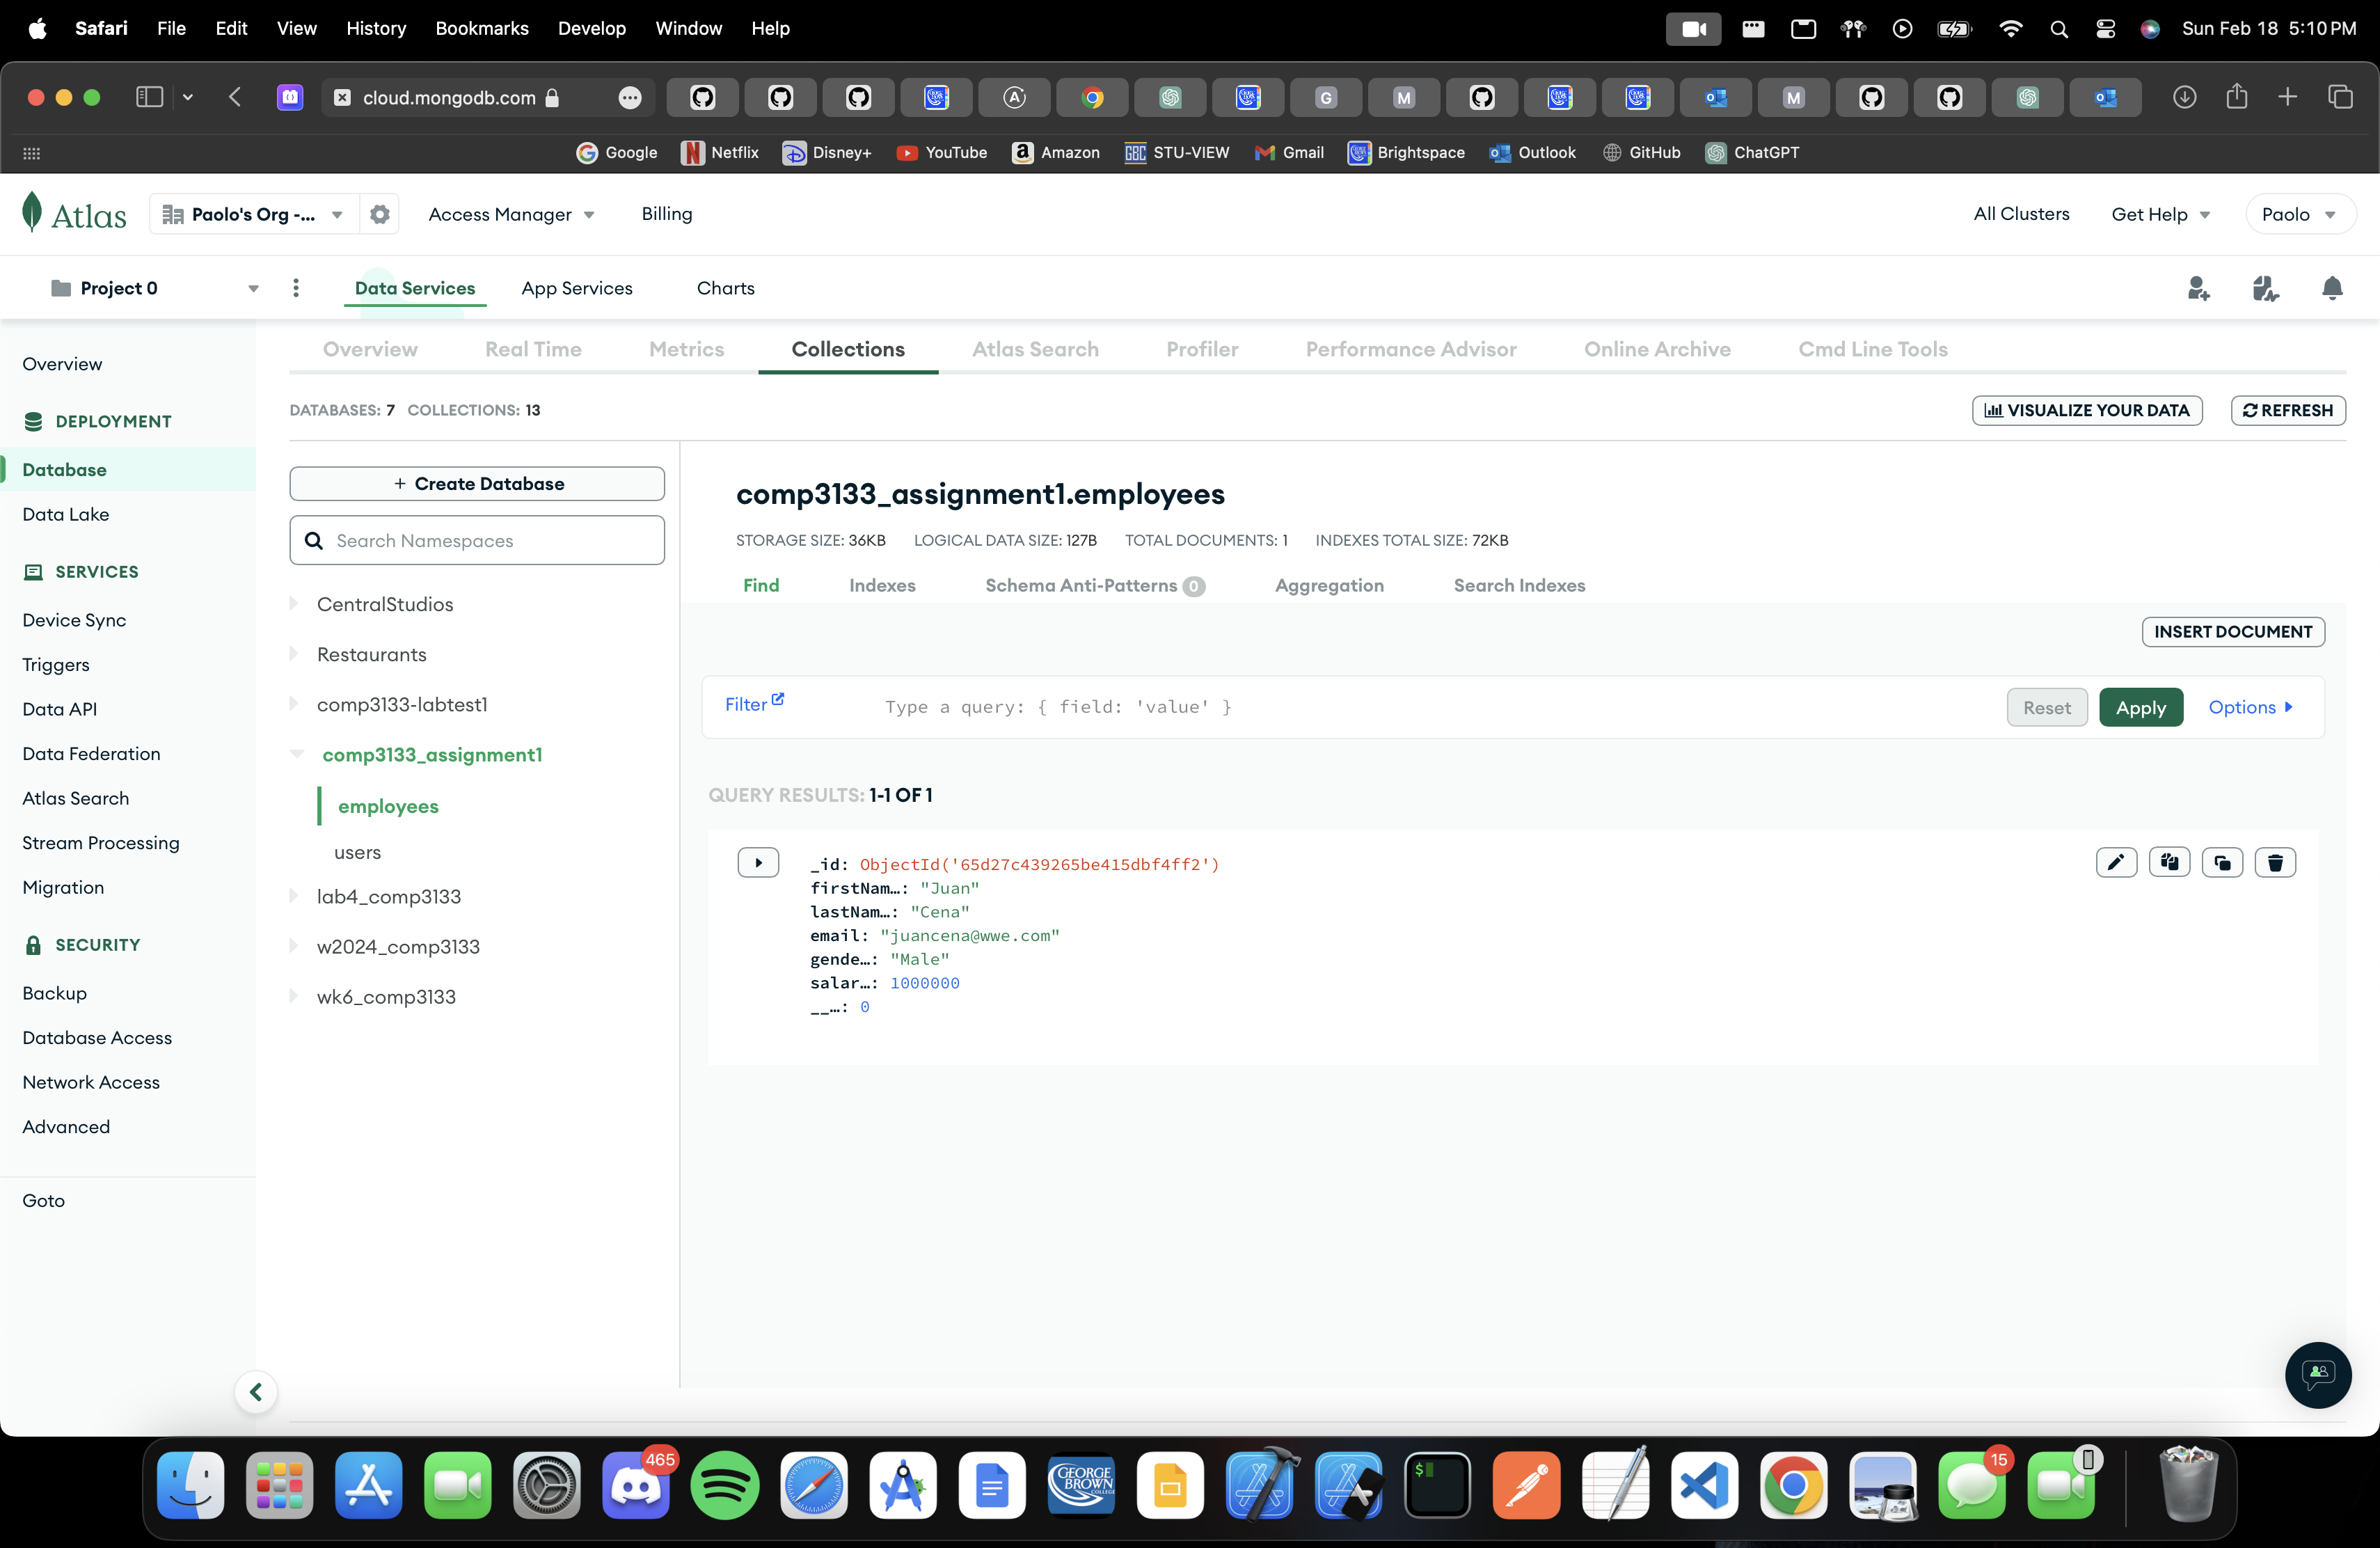 Safari File Edit View History Bookmarks Develop Window Help Sun Feb 18 5:10 PM
cloud.mongodb.com
Google Netflix Disney+ YouTube Amazon STU-VIEW Gmail Brightspace Outlook GitHub ChatGPT
Atlas Paolo's Org -... Access Manager Billing All Clusters Get Help Paolo
Project 0 Data Services App Services Charts
Overview Real Time Metrics Collections Atlas Search Profiler Performance Advisor Online Archive Cmd Line Tools
Overview
DEPLOYMENT
Database
Data Lake
SERVICES
Device Sync
Triggers
Data API
Data Federation
Atlas Search
Stream Processing
Migration
SECURITY
Backup
Database Access
Network Access
Advanced
Goto
DATABASES: 7 COLLECTIONS: 13
VISUALIZE YOUR DATA REFRESH
+ Create Database
Search Namespaces
CentralStudios
Restaurants
comp3133-labtest1
comp3133_assignment1
employees
users
lab4_comp3133
w2024_comp3133
wk6_comp3133
comp3133_assignment1.employees
STORAGE SIZE: 36KB LOGICAL DATA SIZE: 127B TOTAL DOCUMENTS: 1 INDEXES TOTAL SIZE: 72KB
Find Indexes Schema Anti-Patterns 0 Aggregation Search Indexes
INSERT DOCUMENT
Filter Type a query: { field: 'value' } Reset Apply Options
QUERY RESULTS: 1-1 OF 1
_id: ObjectId('65d27c439265be415dbf4ff2')
firstNam…: "Juan"
lastNam…: "Cena"
email: "juancena@wwe.com"
gende…: "Male"
salar…: 1000000
__…: 0
465
GEORGE BROWN
15